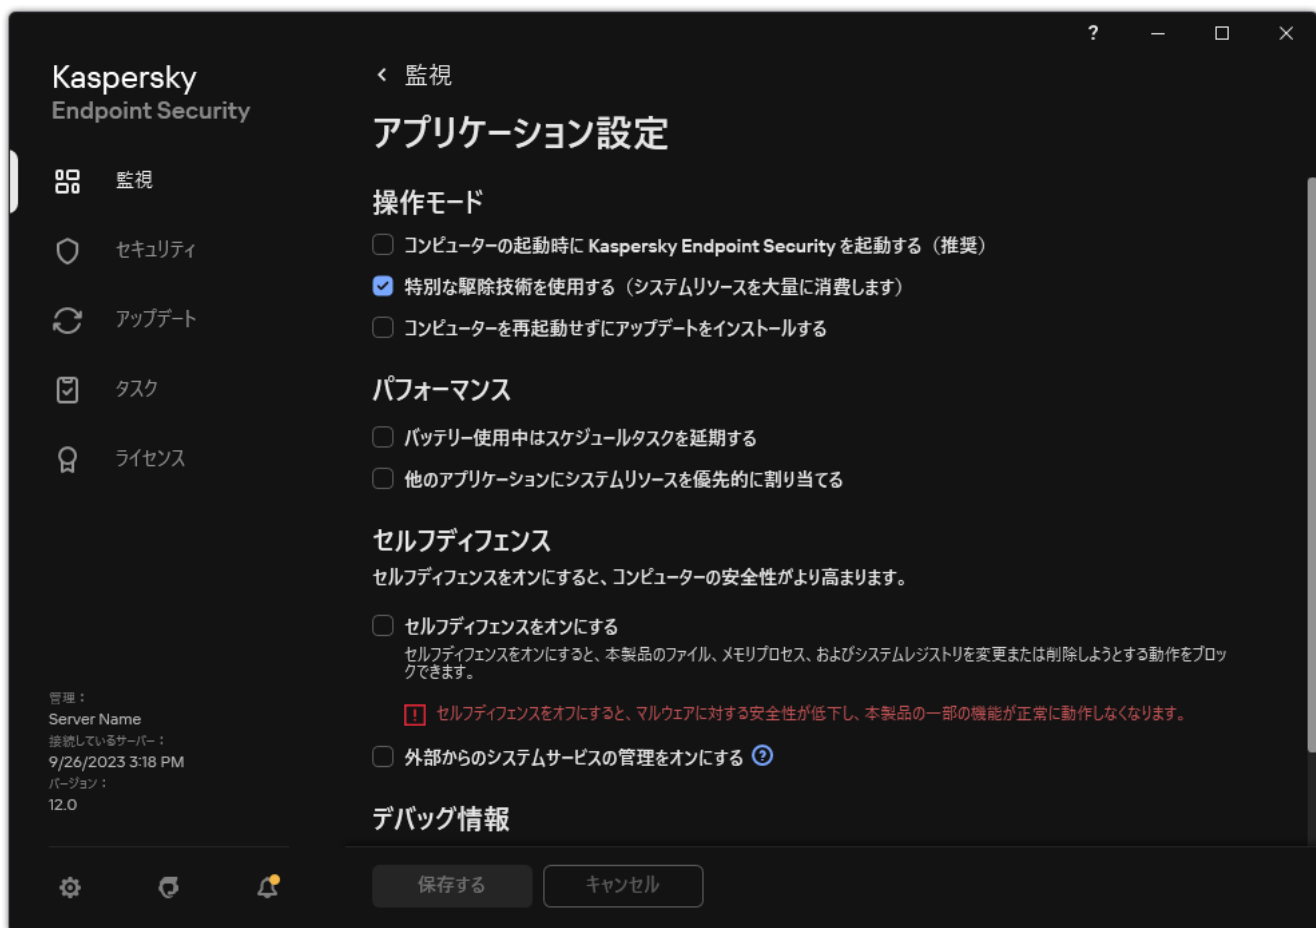 ?
Kaspersky
Endpoint Security
監視
セキュリティ
アップデート
タスク
ライセンス
管理：
Server Name
接続しているサーバー：
9/26/2023 3:18 PM
バージョン：
12.0
監視
アプリケーション設定
操作モード
コンピューターの起動時に Kaspersky Endpoint Security を起動する（推奨）
特別な駆除技術を使用する（システムリソースを大量に消費します）
コンピューターを再起動せずにアップデートをインストールする
パフォーマンス
バッテリー使用中はスケジュールタスクを延期する
他のアプリケーションにシステムリソースを優先的に割り当てる
セルフディフェンス
セルフディフェンスをオンにすると、コンピューターの安全性がより高まります。
セルフディフェンスをオンにする
セルフディフェンスをオンにすると、本製品のファイル、メモリプロセス、およびシステムレジストリを変更または削除しようとする動作をブロッ
クできます。
セルフディフェンスをオフにすると、マルウェアに対する安全性が低下し、本製品の一部の機能が正常に動作しなくなります。
外部からのシステムサービスの管理をオンにする ?
デバッグ情報
保存する
キャンセル